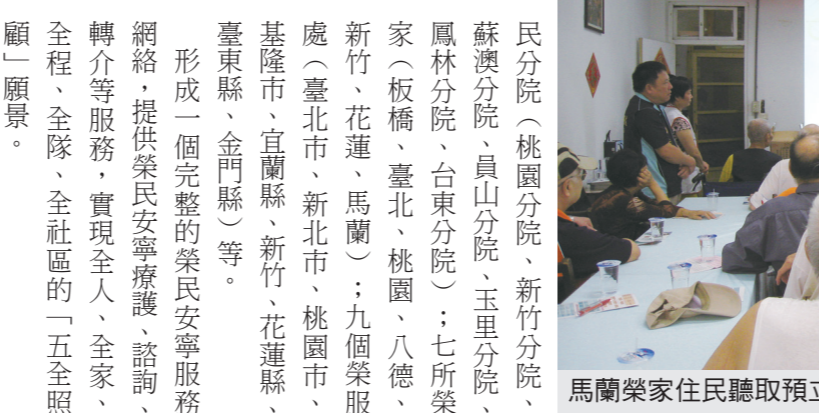 民分院（桃園分院、新竹分院、
蘇澳分院、員山分院、玉里分院、
鳳林分院、台東分院）；七所榮
家（板橋、臺北、桃園、八德、
新竹、花蓮、馬蘭）；九個榮服
處（臺北市、新北市、桃園市、
基隆市、宜蘭縣、新竹、花蓮縣、
臺東縣、金門縣）等。
形成一個完整的榮民安寧服務
網絡，提供榮民安寧療護、諮詢、
轉介等服務，實現全人、全家、
全程、全隊、全社區的「五全照
顧」願景。
馬蘭榮家住民聽取預立